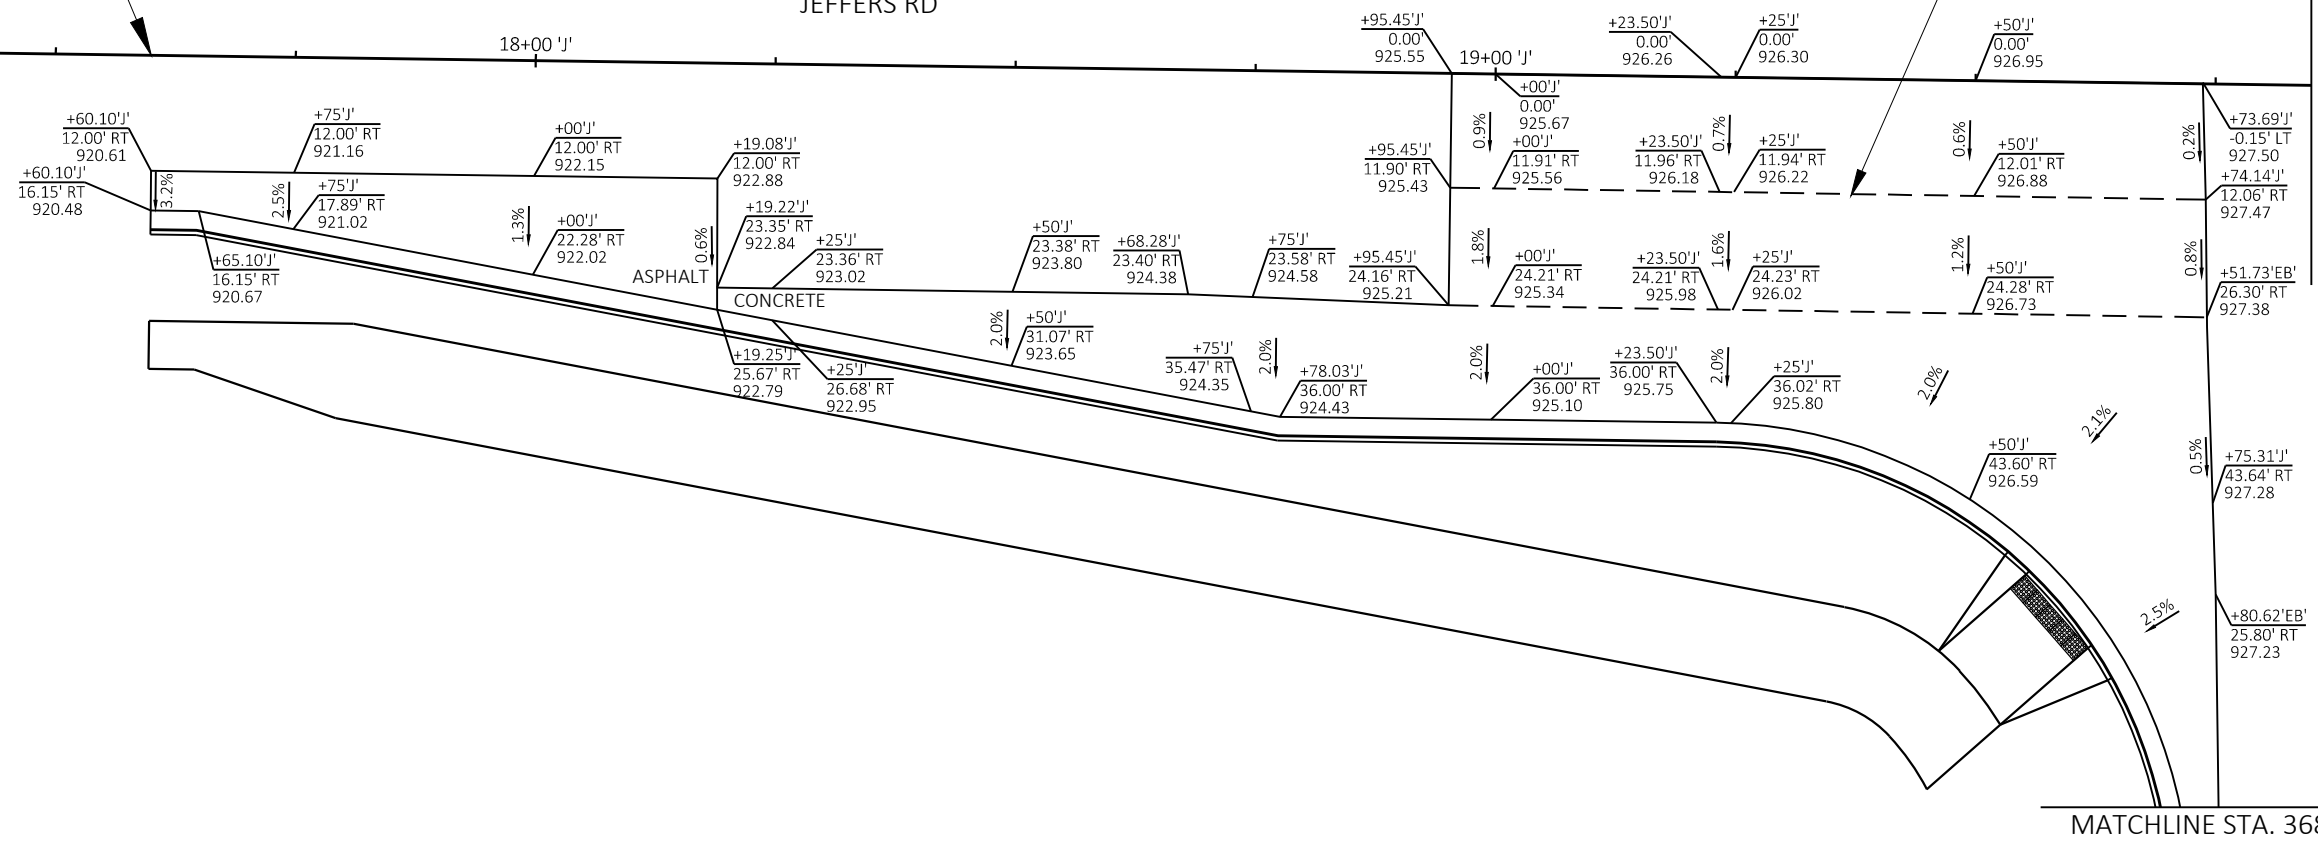 JEFFERS RD
18+00 'J'
19+00 'J'
+95.45'J'
0.00'
925.55
+23.50'J'
0.00'
926.26
+25'J'
0.00'
926.30
+50'J'
0.00'
926.95
+00'J'
0.00'
925.67
+60.10'J'
12.00' RT
920.61
+75'J'
12.00' RT
921.16
+00'J'
12.00' RT
922.15
+19.08'J'
12.00' RT
922.88
+95.45'J'
11.90' RT
925.43
0.9%
+00'J'
11.91' RT
925.56
+23.50'J'
11.96' RT
926.18
0.7%
+25'J'
11.94' RT
926.22
0.6%
+50'J'
12.01' RT
926.88
0.2%
+73.69'J'
-0.15' LT
927.50
+74.14'J'
12.06' RT
927.47
+60.10'J'
16.15' RT
920.48
3.2%
2.5%
+75'J'
17.89' RT
921.02
1.3%
+00'J'
22.28' RT
922.02
0.6%
+19.22'J'
23.35' RT
922.84
+25'J'
23.36' RT
923.02
+50'J'
23.38' RT
923.80
+68.28'J'
23.40' RT
924.38
+75'J'
23.58' RT
924.58
+95.45'J'
24.16' RT
925.21
1.8%
+00'J'
24.21' RT
925.34
+23.50'J'
24.21' RT
925.98
1.6%
+25'J'
24.23' RT
926.02
1.2%
+50'J'
24.28' RT
926.73
0.8%
+51.73'EB'
26.30' RT
927.38
+65.10'J'
16.15' RT
920.67
ASPHALT
CONCRETE
+19.25'J'
25.67' RT
922.79
+25'J'
26.68' RT
922.95
2.0%
+50'J'
31.07' RT
923.65
+75'J'
35.47' RT
924.35
2.0%
+78.03'J'
36.00' RT
924.43
2.0%
+00'J'
36.00' RT
925.10
+23.50'J'
36.00' RT
925.75
2.0%
+25'J'
36.02' RT
925.80
2.0%
2.1%
+50'J'
43.60' RT
926.59
0.5%
+75.31'J'
43.64' RT
927.28
2.5%
+80.62'EB'
25.80' RT
927.23
MATCHLINE STA. 368